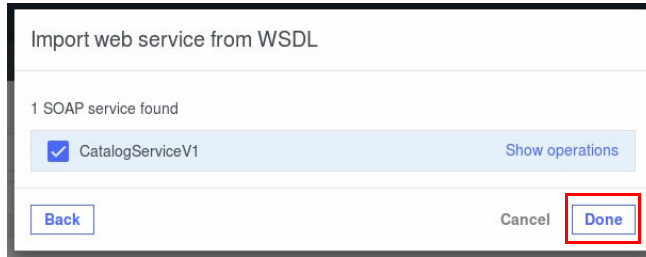 Import web service from WSDL
1 SOAP service found
CatalogServiceV1 Show operations
Back Cancel Done